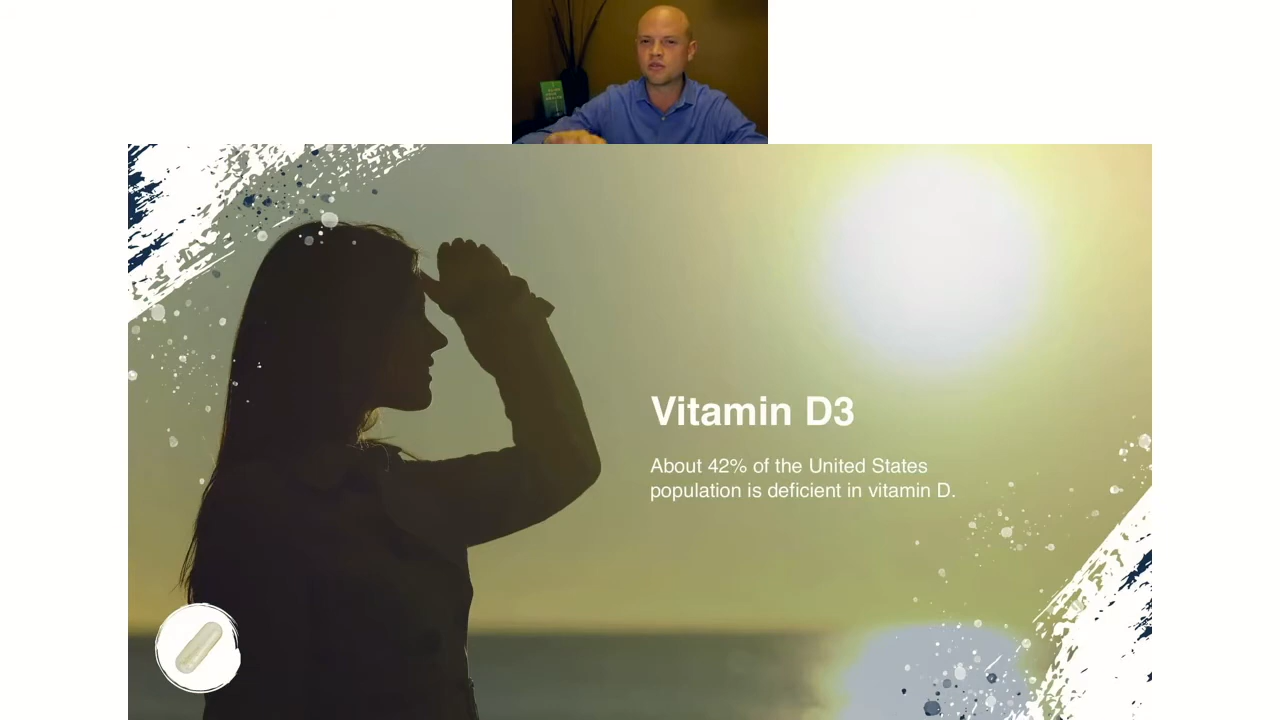 Vitamin D3
About 42% of the United States
population is deficient in vitamin D.